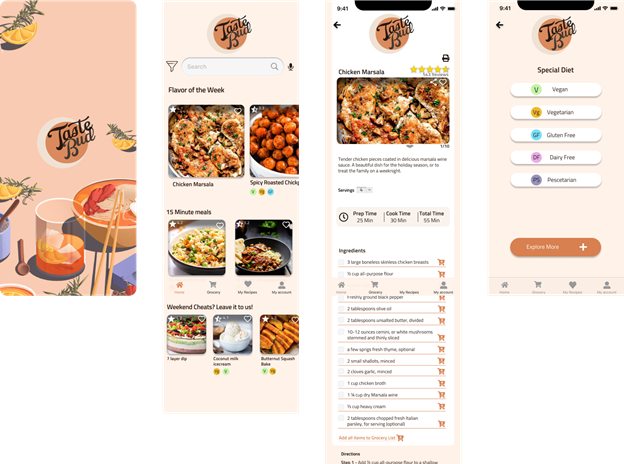 Taste
Bud
Taste
Bud
Search
Flavor of the Week
Chicken Marsala
Spicy Roasted Chickp
V
Vg
GF
15 Minute meals
Home
Grocery
My Recipes
My account
Weekend Cheats? Leave it to us!
7 layer dip
Coconut milk
icecream
Vg
V
Butternut Squash
Bake
V
Vg
9:41
Taste
Bud
Chicken Marsala
543 Reviews
1/10
Tender chicken pieces coated in delicious marsala wine
sauce. A beautiful dish for the holiday season, or to
treat the family on a weeknight.
Servings
Prep Time
25 Min
Cook Time
30 Min
Total Time
55 Min
Ingredients
3 large boneless skinless chicken breasts
½ cup all-purpose flour
Home
Grocery
My Recipes
My account
Freshly ground black pepper
2 tablespoons olive oil
2 tablespoons unsalted butter, divided
10-12 ounces cemini, or white mushrooms
stemmed and thinly sliced
a few sprigs fresh thyme, optional
2 small shallots, minced
2 cloves garlic, minced
1 cup chicken broth
1 ¼ cup dry Marsala wine
½ cup heavy cream
2 tablespoons chopped fresh Italian
parsley, for serving (optional)
Add all items to Grocery List
Directions
Step 1 - Add ½ cup all-purpose flour to a shallow
9:41
Taste
Bud
Special Diet
V Vegan
Vg Vegetarian
GF Gluten Free
DF Dairy Free
PS Pescetarian
Explore More +
Home
Grocery
My Recipes
My account